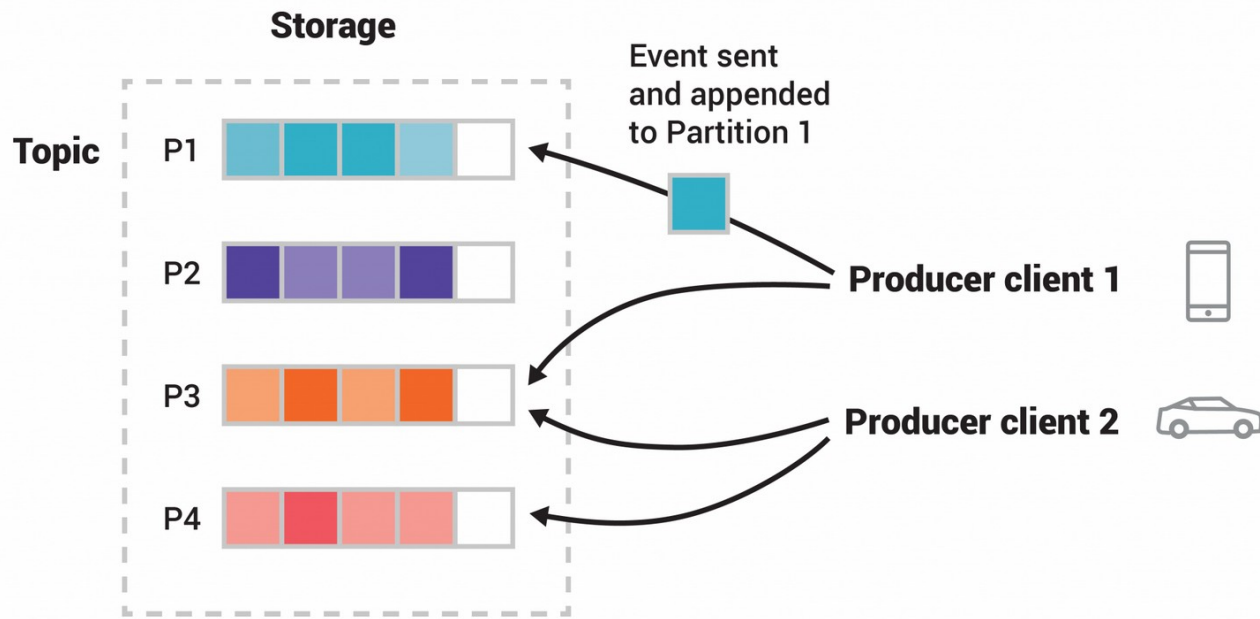 Storage
Event sent
and appended
to Partition 1
Topic
P1
P2
Producer client 1
P3
Producer client 2
P4